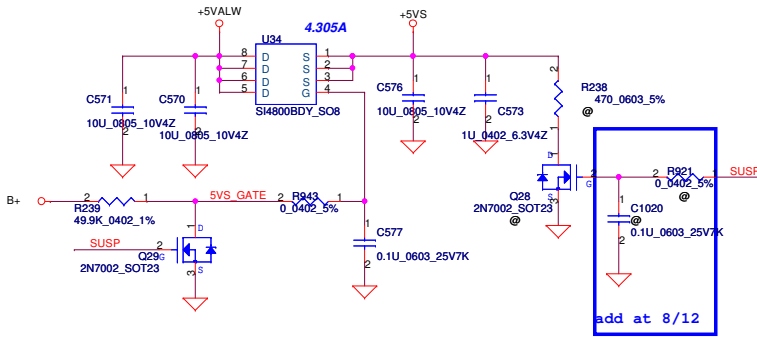 +5VALW
4.305A
+5VS
U34
8 D S 1
7 D S 2
6 D S 3
5 D G 4
SI4800BDY_SO8
C571
1
2
10U_0805_10V4Z
C570
1
2
10U_0805_10V4Z
C576
1
2
10U_0805_10V4Z
C573
1
2
1U_0402_6.3V4Z
R238
2
1
470_0603_5%
@
B+
2 1
R239
49.9K_0402_1%
5VS_GATE
2 1
R943
0_0402_5%
SUSP
2
G
1
D
S
3
Q29
2N7002_SOT23
C577
1
2
0.1U_0603_25V7K
1
D
2
G
S
3
Q28
2N7002_SOT23
@
2 1
R921
0_0402_5%
@
SUSP
C1020
1
2
@
0.1U_0603_25V7K
add at 8/12